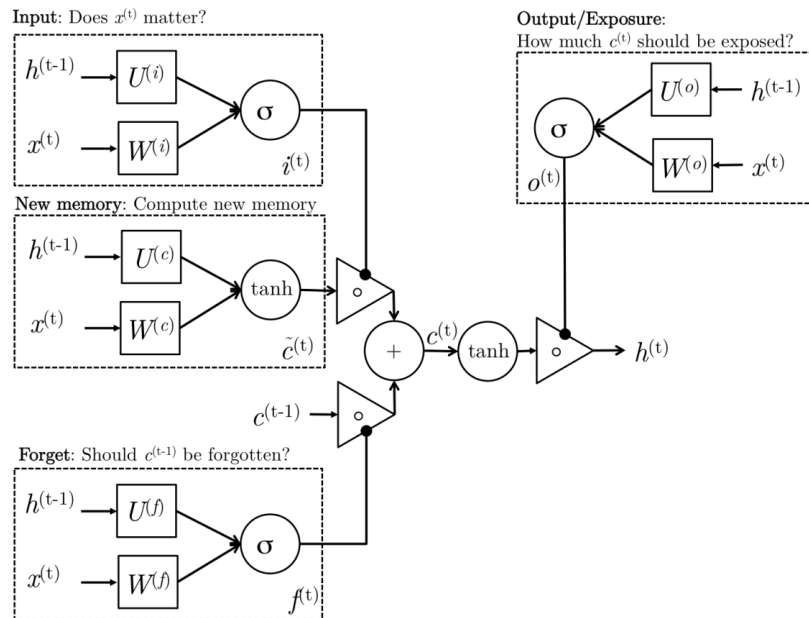 Input: Does x⁽ᵗ⁾ matter?
h⁽ᵗ⁻¹⁾ U⁽ⁱ⁾
σ
x⁽ᵗ⁾ W⁽ⁱ⁾
i⁽ᵗ⁾
New memory: Compute new memory
h⁽ᵗ⁻¹⁾ U⁽ᶜ⁾
tanh
x⁽ᵗ⁾ W⁽ᶜ⁾
c̃⁽ᵗ⁾
∘
+
c⁽ᵗ⁾
tanh
∘
h⁽ᵗ⁾
c⁽ᵗ⁻¹⁾
∘
Forget: Should c⁽ᵗ⁻¹⁾ be forgotten?
h⁽ᵗ⁻¹⁾ U⁽ᶠ⁾
σ
x⁽ᵗ⁾ W⁽ᶠ⁾
f⁽ᵗ⁾
Output/Exposure:
How much c⁽ᵗ⁾ should be exposed?
U⁽ᵒ⁾ h⁽ᵗ⁻¹⁾
σ
W⁽ᵒ⁾ x⁽ᵗ⁾
o⁽ᵗ⁾